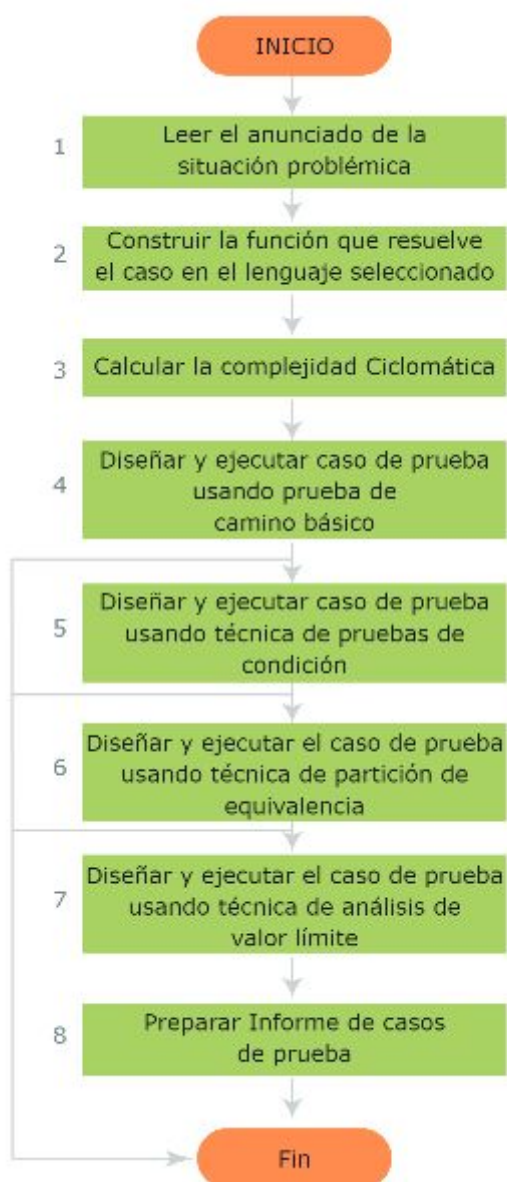 INICIO
1
Leer el anunciado de la
situación problémica
2
Construir la función que resuelve
el caso en el lenguaje seleccionado
3
Calcular la complejidad Ciclomática
4
Diseñar y ejecutar caso de prueba
usando prueba de
camino básico
5
Diseñar y ejecutar caso de prueba
usando técnica de pruebas de
condición
6
Diseñar y ejecutar el caso de prueba
usando técnica de partición de
equivalencia
7
Diseñar y ejecutar el caso de prueba
usando técnica de análisis de
valor límite
8
Preparar Informe de casos
de prueba
Fin